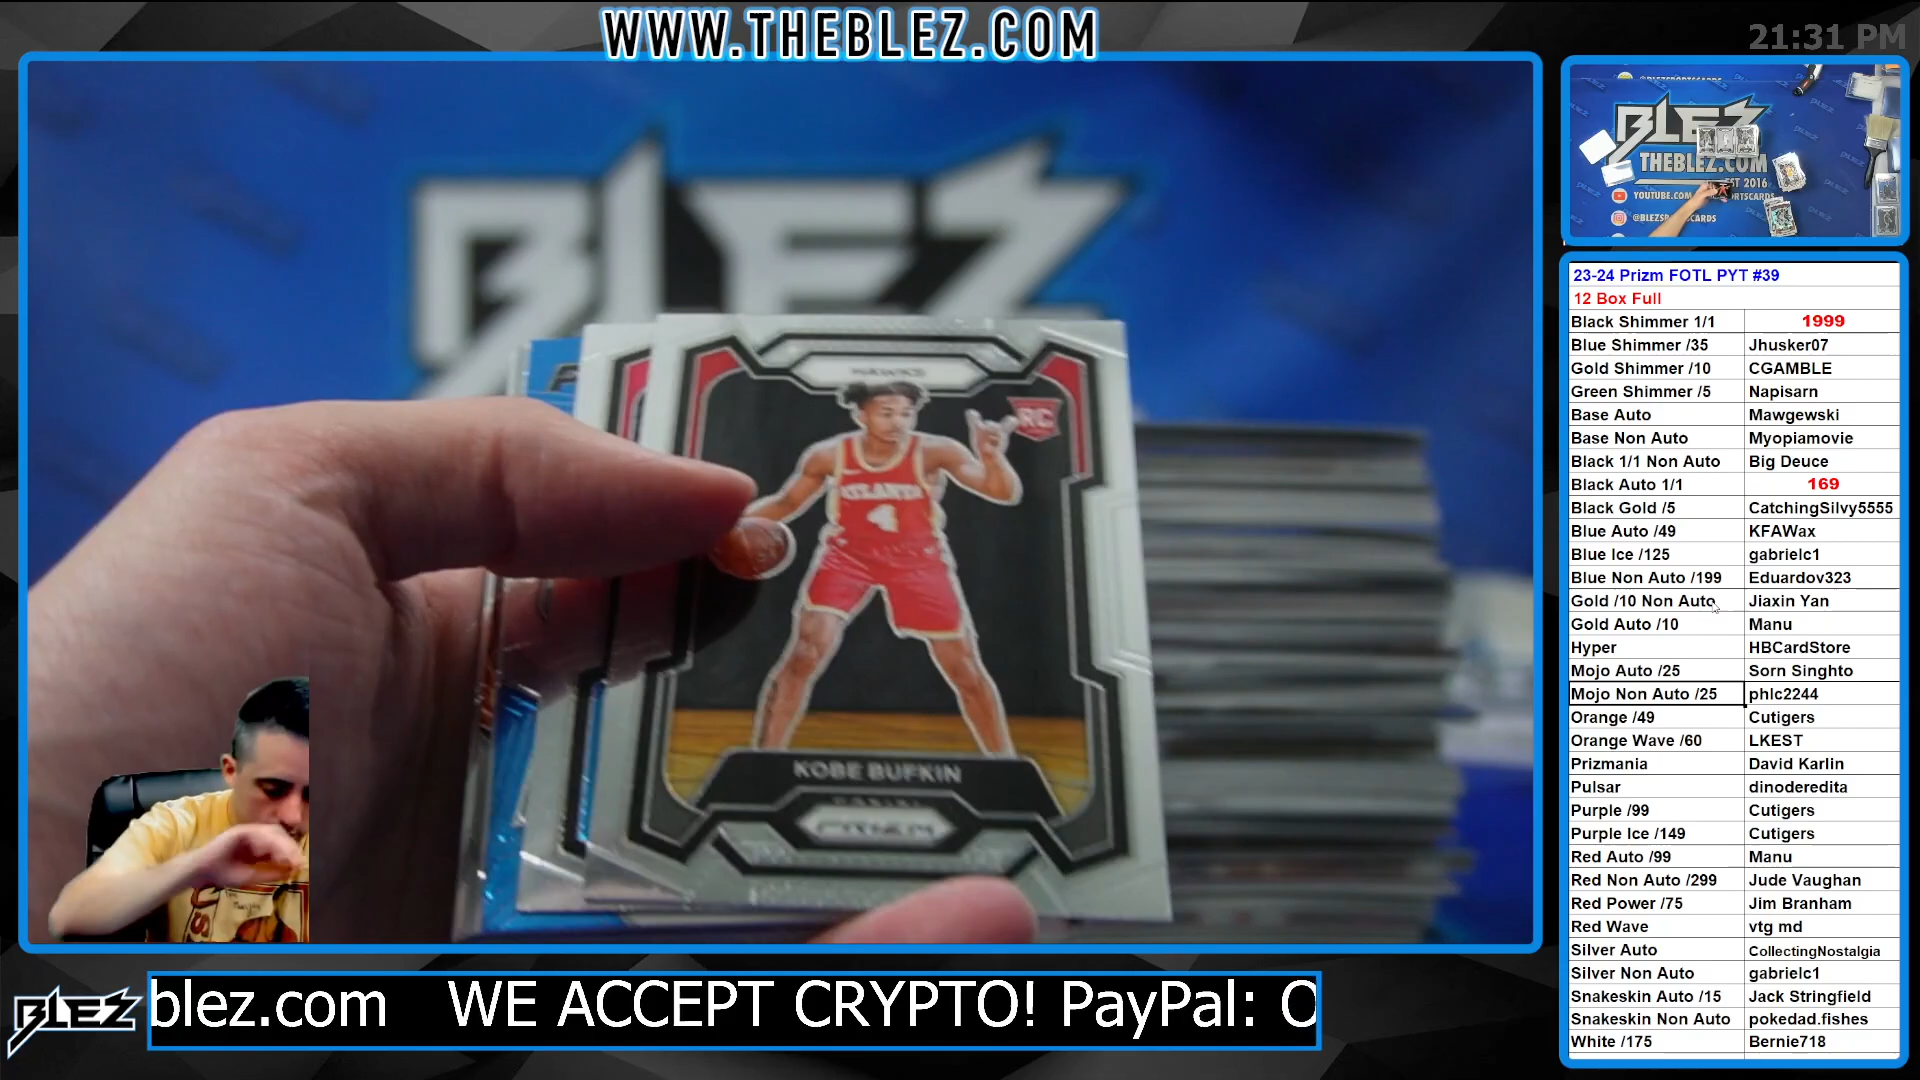 WWW.THEBLEZ.COM
21:31 PM
BLEZ
HAWKS
RC
ATLANTA
4
KOBE BUFKIN
PANINI
PRIZM
BLEZ
THEBLEZ.COM
EST 2016
23-24 Prizm FOTL PYT #39
12 Box Full
Black Shimmer 1/1 1999
Blue Shimmer /35 Jhusker07
Gold Shimmer /10 CGAMBLE
Green Shimmer /5 Napisarn
Base Auto Mawgewski
Base Non Auto Myopiamovie
Black 1/1 Non Auto Big Deuce
Black Auto 1/1 169
Black Gold /5 CatchingSilvy5555
Blue Auto /49 KFAWax
Blue Ice /125 gabrielc1
Blue Non Auto /199 Eduardov323
Gold /10 Non Auto Jiaxin Yan
Gold Auto /10 Manu
Hyper HBCardStore
Mojo Auto /25 Sorn Singhto
Mojo Non Auto /25 phlc2244
Orange /49 Cutigers
Orange Wave /60 LKEST
Prizmania David Karlin
Pulsar dinoderedita
Purple /99 Cutigers
Purple Ice /149 Cutigers
Red Auto /99 Manu
Red Non Auto /299 Jude Vaughan
Red Power /75 Jim Branham
Red Wave vtg md
Silver Auto CollectingNostalgia
Silver Non Auto gabrielc1
Snakeskin Auto /15 Jack Stringfield
Snakeskin Non Auto pokedad.fishes
White /175 Bernie718
BLEZ
blez.com WE ACCEPT CRYPTO! PayPal: